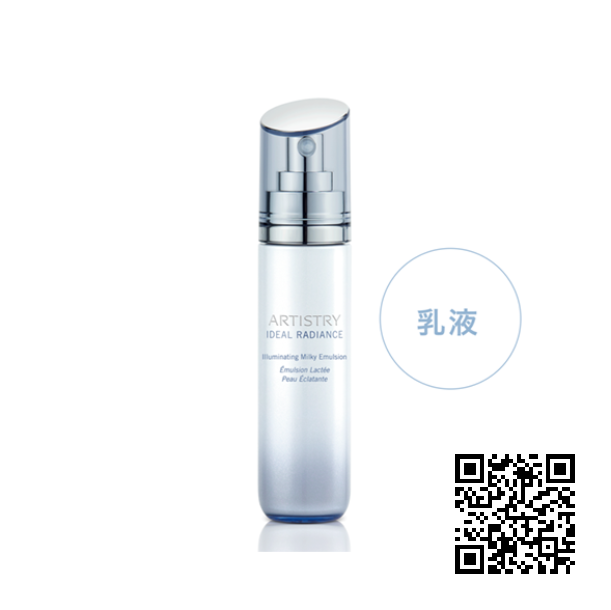 ARTISTRY
IDEAL RADIANCE
Illuminating Milky Emulsion
Émulsion Lactée
Peau Éclatante
乳液